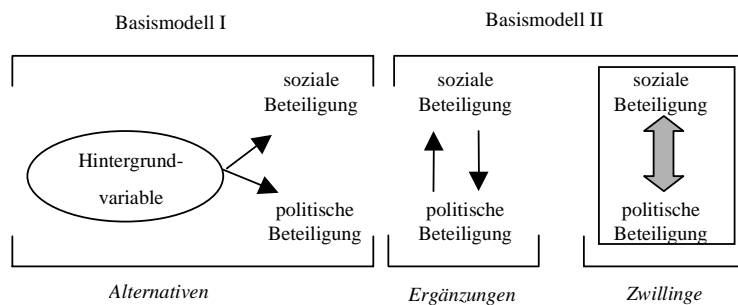 Basismodell I
Basismodell II
soziale
Beteiligung
soziale
Beteiligung
soziale
Beteiligung
Hintergrund-
variable
politische
Beteiligung
politische
Beteiligung
politische
Beteiligung
Alternativen
Ergänzungen
Zwillinge